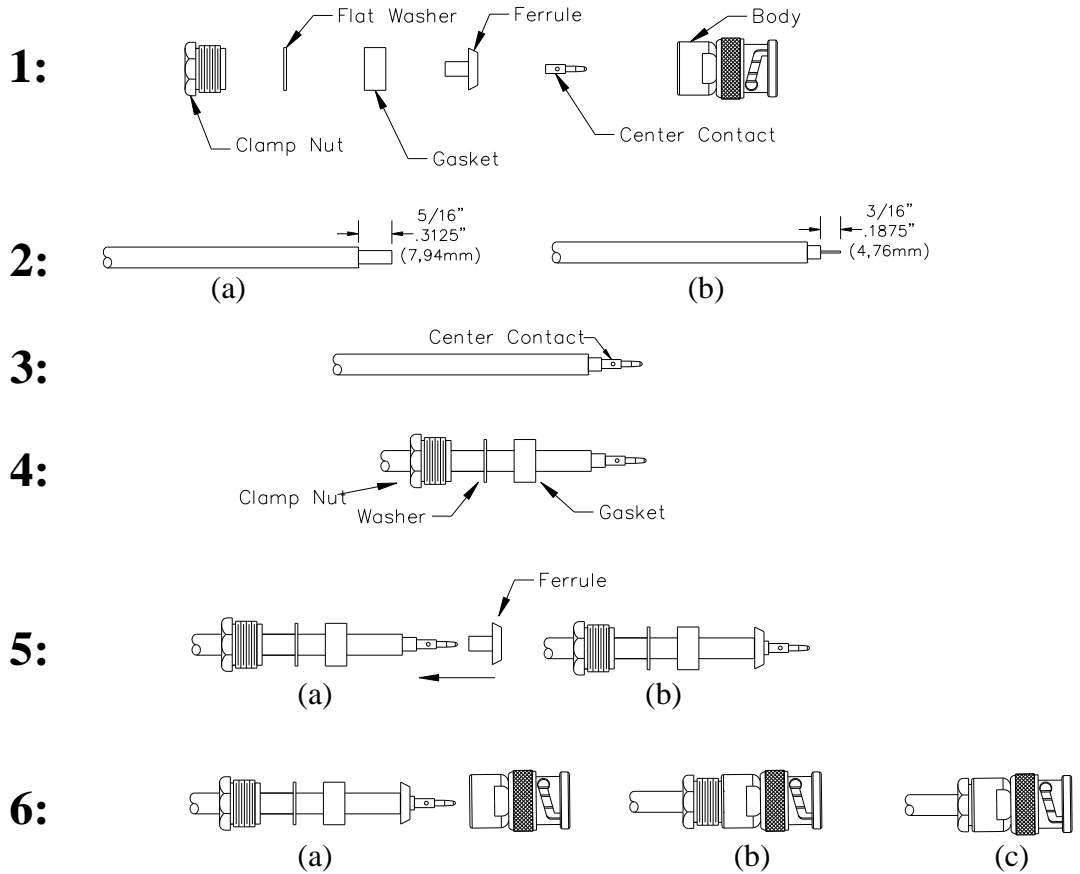 Flat Washer
Ferrule
Body
1:
Clamp Nut
Gasket
Center Contact
2:
5/16"
.3125"
(7,94mm)
3/16"
.1875"
(4,76mm)
(a)
(b)
3:
Center Contact
4:
Clamp Nut
Washer
Gasket
5:
Ferrule
(a)
(b)
6:
(a)
(b)
(c)